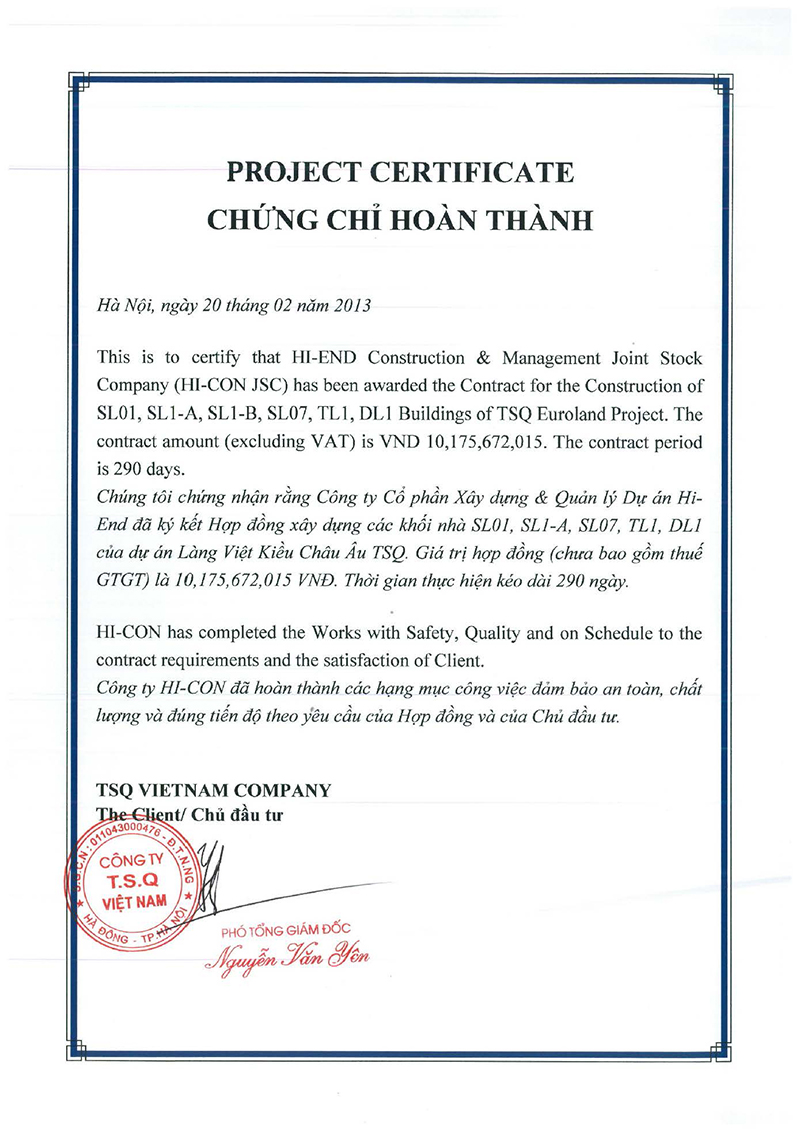 PROJECT CERTIFICATE
CHỨNG CHỈ HOÀN THÀNH
Hà Nội, ngày 20 tháng 02 năm 2013
This is to certify that HI-END Construction & Management Joint Stock
Company (HI-CON JSC) has been awarded the Contract for the Construction of
SL01, SL1-A, SL1-B, SL07, TL1, DL1 Buildings of TSQ Euroland Project. The
contract amount (excluding VAT) is VND 10,175,672,015. The contract period
is 290 days.
Chúng tôi chứng nhận rằng Công ty Cổ phần Xây dựng & Quản lý Dự án Hi-
End đã ký kết Hợp đồng xây dựng các khối nhà SL01, SL1-A, SL07, TL1, DL1
của dự án Làng Việt Kiều Châu Âu TSQ. Giá trị hợp đồng (chưa bao gồm thuế
GTGT) là 10,175,672,015 VNĐ. Thời gian thực hiện kéo dài 290 ngày.
HI-CON has completed the Works with Safety, Quality and on Schedule to the
contract requirements and the satisfaction of Client.
Công ty HI-CON đã hoàn thành các hạng mục công việc đảm bảo an toàn, chất
lượng và đúng tiến độ theo yêu cầu của Hợp đồng và của Chủ đầu tư.
TSQ VIETNAM COMPANY
The Client/ Chủ đầu tư
011043000476 - Đ.T.N.NG
CÔNG TY
T.S.Q
VIỆT NAM
HÀ ĐÔNG - TP.HÀ NỘI
PHÓ TỔNG GIÁM ĐỐC
Nguyễn Văn Yên